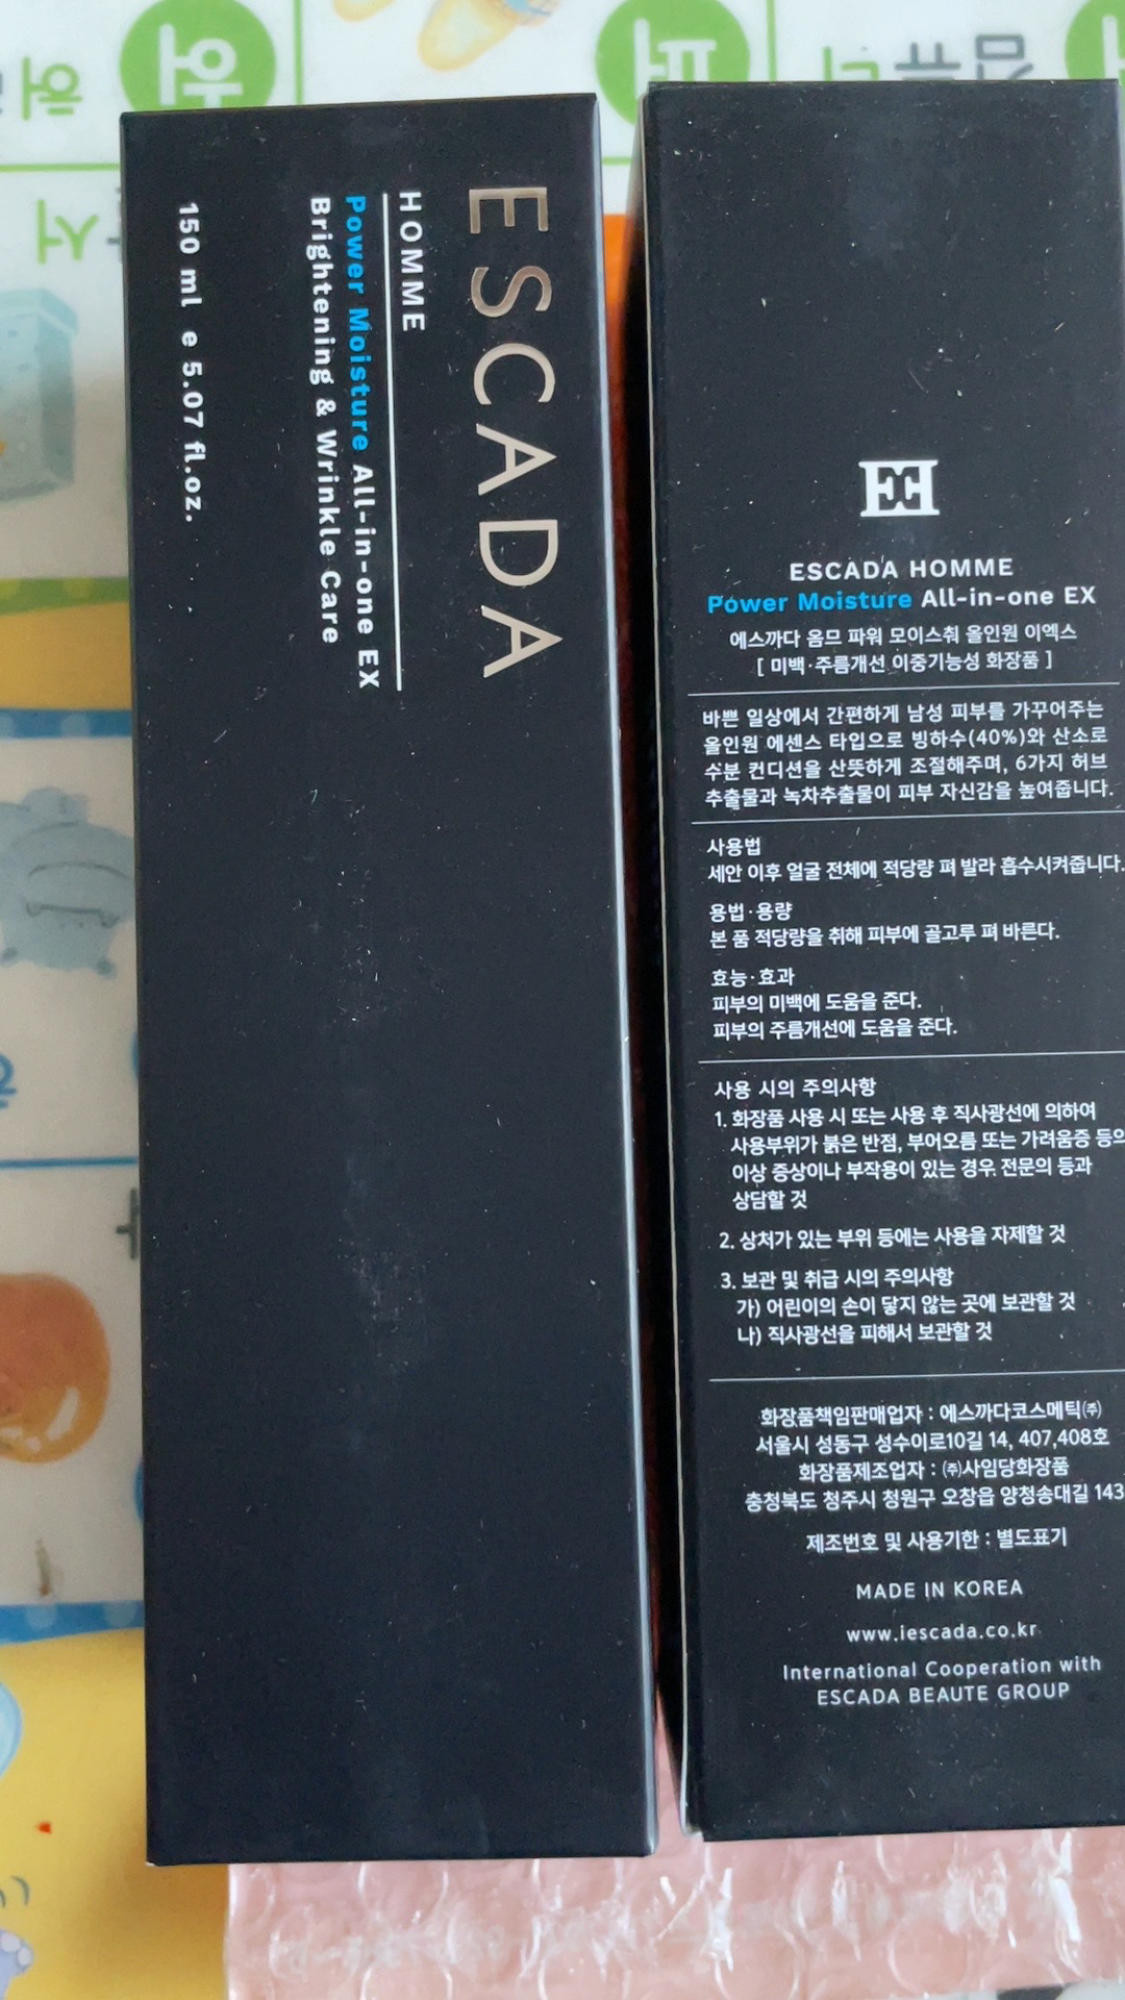 ESCADA
HOMME
Power Moisture All-in-one EX
Brightening & Wrinkle Care
150 ml e 5.07 fl.oz.
ESCADA HOMME
Power Moisture All-in-one EX
에스까다 옴므 파워 모이스춰 올인원 이엑스
[ 미백·주름개선 이중기능성 화장품 ]
바쁜 일상에서 간편하게 남성 피부를 가꾸어주는
올인원 에센스 타입으로 빙하수(40%)와 산소로
수분 컨디션을 산뜻하게 조절해주며, 6가지 허브
추출물과 녹차추출물이 피부 자신감을 높여줍니다.
사용법
세안 이후 얼굴 전체에 적당량 펴 발라 흡수시켜줍니다.
용법·용량
본 품 적당량을 취해 피부에 골고루 펴 바른다.
효능·효과
피부의 미백에 도움을 준다.
피부의 주름개선에 도움을 준다.
사용 시의 주의사항
1. 화장품 사용 시 또는 사용 후 직사광선에 의하여
사용부위가 붉은 반점, 부어오름 또는 가려움증 등의
이상 증상이나 부작용이 있는 경우 전문의 등과
상담할 것
2. 상처가 있는 부위 등에는 사용을 자제할 것
3. 보관 및 취급 시의 주의사항
가) 어린이의 손이 닿지 않는 곳에 보관할 것
나) 직사광선을 피해서 보관할 것
화장품책임판매업자 : 에스까다코스메틱㈜
서울시 성동구 성수이로10길 14, 407,408호
화장품제조업자 : ㈜사임당화장품
충청북도 청주시 청원구 오창읍 양청송대길 143
제조번호 및 사용기한 : 별도표기
MADE IN KOREA
www.iescada.co.kr
International Cooperation with
ESCADA BEAUTE GROUP